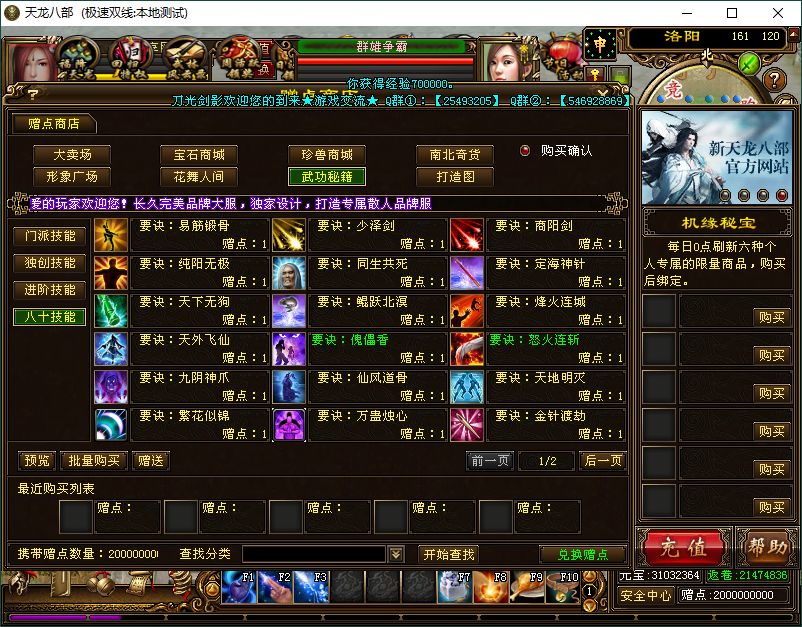 天龙八部 (极速双线:本地测试)
群雄争霸
洛阳 161 120
北
申
你获得经验700000。
刀光剑影欢迎您的到来★游戏交流★ Q群①：【25493205】 Q群②：【546928869】
赠点商店
大卖场 宝石商城 珍兽商城 南北奇货 购买确认
形象广场 花舞人间 武功秘籍 打造图
爱的玩家欢迎您! 长久完美品牌大服，独家设计，打造专属散人品牌服
门派技能
独创技能
进阶技能
八十技能
要诀：易筋锻骨 要诀：少泽剑 要诀：商阳剑
赠点：1 赠点：1 赠点：1
要诀：纯阳无极 要诀：同生共死 要诀：定海神针
赠点：1 赠点：1 赠点：1
要诀：天下无狗 要诀：鲲跃北溟 要诀：烽火连城
赠点：1 赠点：1 赠点：1
要诀：天外飞仙 要诀：傀儡香 要诀：怒火连斩
赠点：1 赠点：1 赠点：1
要诀：九阴神爪 要诀：仙风道骨 要诀：天地明灭
赠点：1 赠点：1 赠点：1
要诀：繁花似锦 要诀：万蛊烛心 要诀：金针渡劫
赠点：1 赠点：1 赠点：1
预览 批量购买 赠送 前一页 1/2 后一页
最近购买列表
赠点： 赠点： 赠点： 赠点： 赠点：
携带赠点数量：20000000 查找分类 开始查找 兑换赠点
新天龙八部
官方网站
机缘秘宝
每日0点刷新六种个
人专属的限量商品，购买
后绑定。
购买
购买
购买
购买
购买
购买
充值 帮助
元宝:31032364 返卷:21474836
安全中心 赠点:2000000000
F1 F2 F3 F7 F8 F9 F10 1